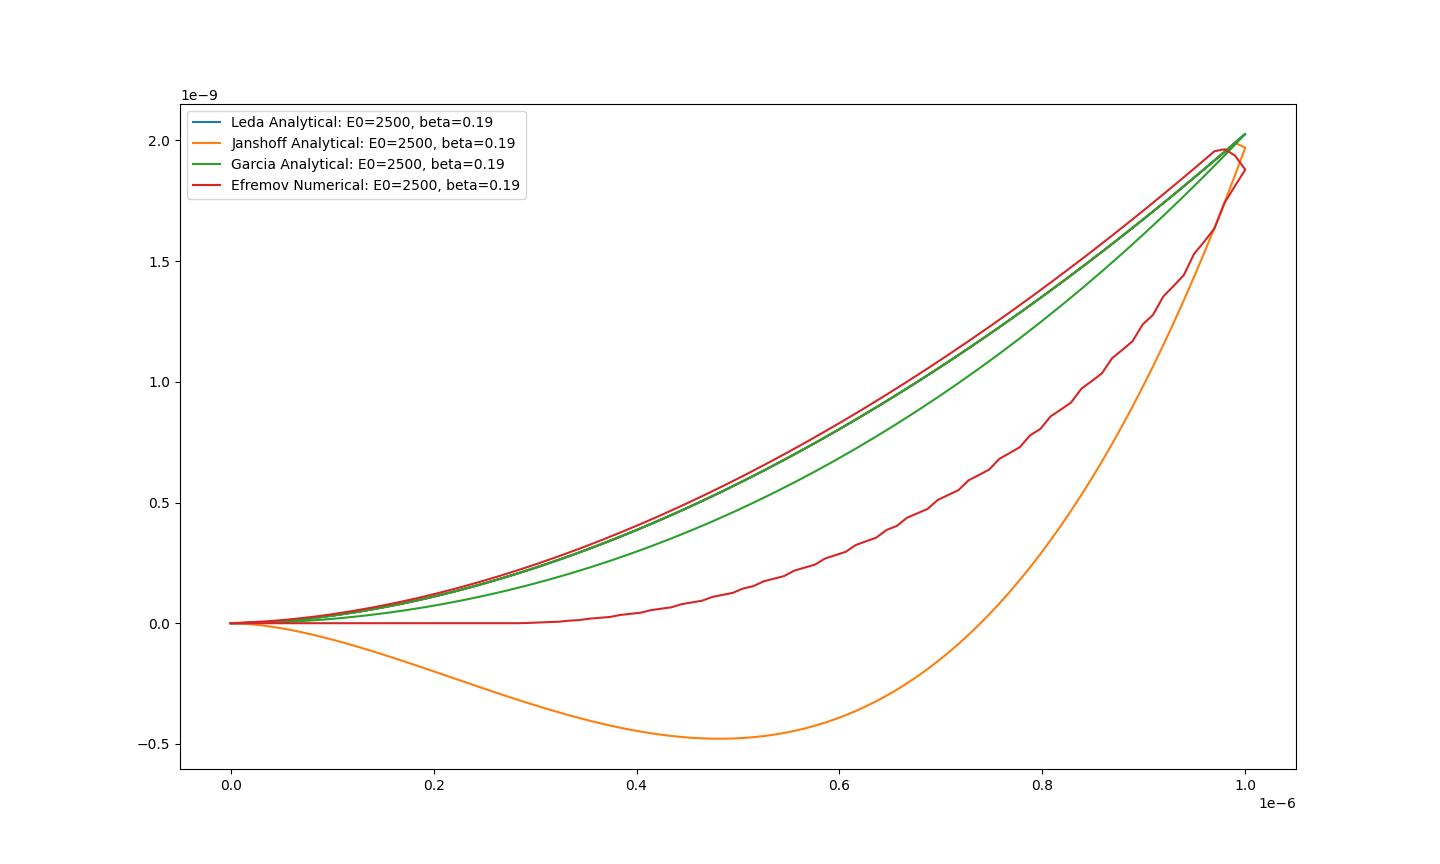 1e−9
Leda Analytical: E0=2500, beta=0.19
Janshoff Analytical: E0=2500, beta=0.19
Garcia Analytical: E0=2500, beta=0.19
Efremov Numerical: E0=2500, beta=0.19
2.0
1.5
1.0
0.5
0.0
−0.5
0.0 0.2 0.4 0.6 0.8 1.0
1e−6